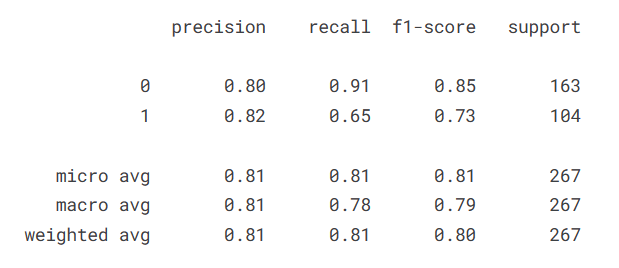 precision recall f1-score support
0 0.80 0.91 0.85 163
1 0.82 0.65 0.73 104
micro avg 0.81 0.81 0.81 267
macro avg 0.81 0.78 0.79 267
weighted avg 0.81 0.81 0.80 267